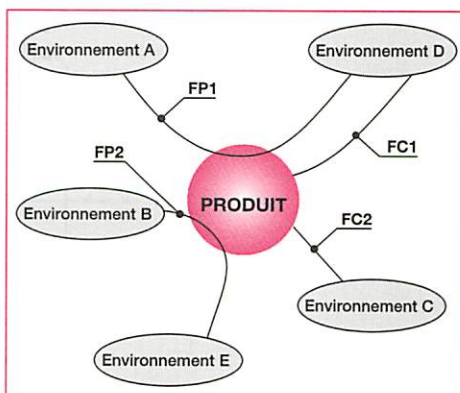 Environnement A
Environnement D
FP1
FC1
FP2
PRODUIT
Environnement B
FC2
Environnement C
Environnement E